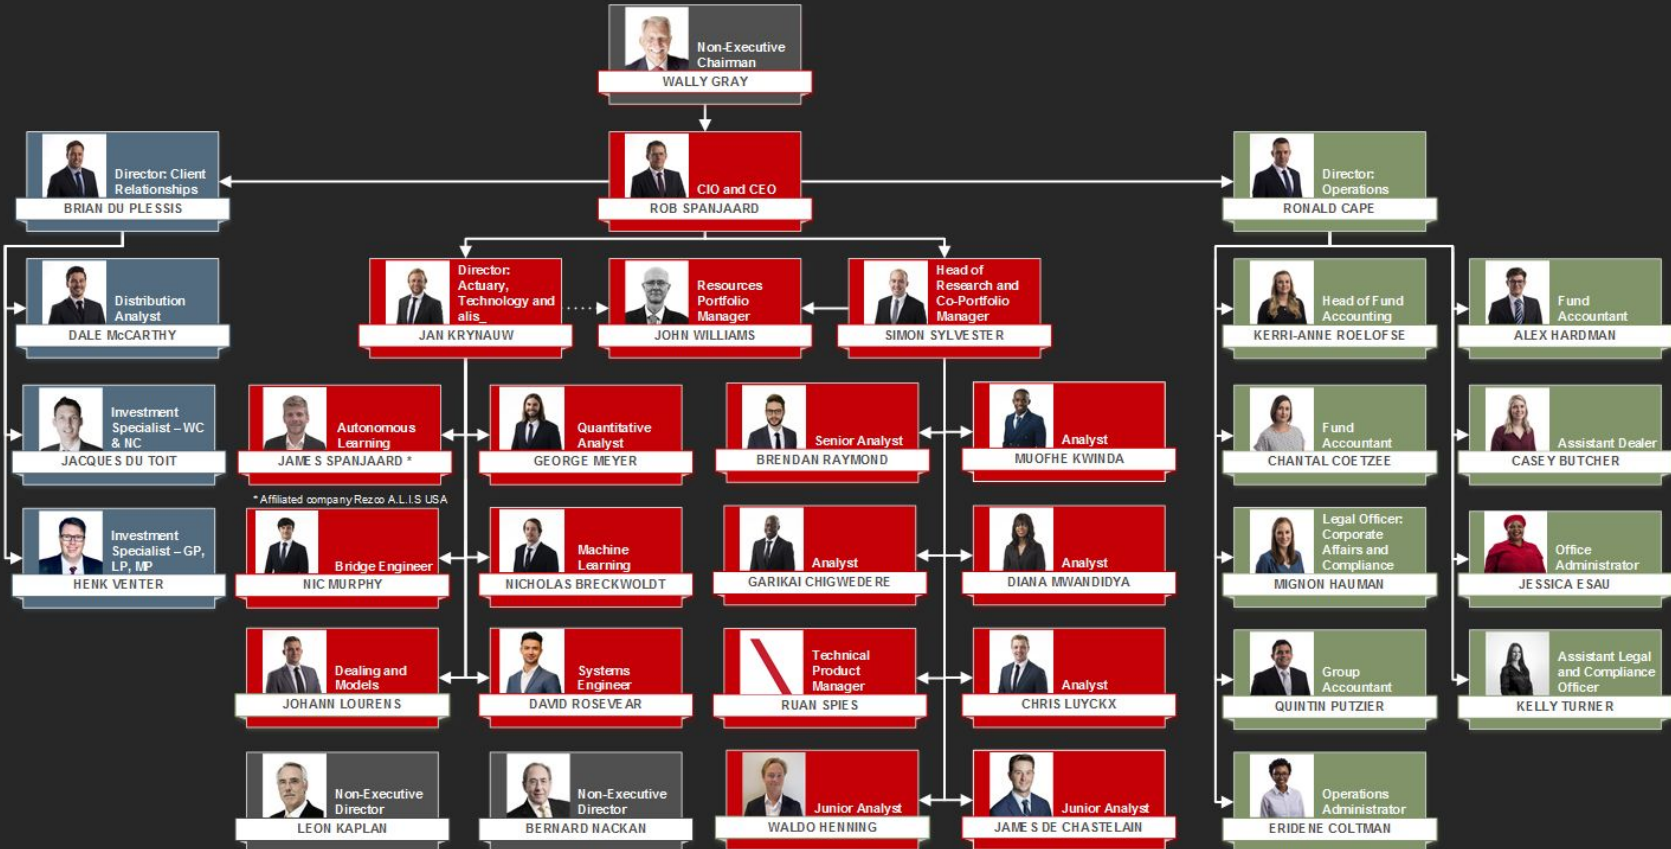 Non-Executive
Chairman
WALLY GRAY
Director: Client
Relationships
BRIAN DU PLESSIS
CIO and CEO
ROB SPANJAARD
Director:
Operations
RONALD CAPE
Distribution
Analyst
DALE McCARTHY
Director:
Actuary,
Technology and
alis_
JAN KRYNAUW
Resources
Portfolio
Manager
JOHN WILLIAMS
Head of
Research and
Co-Portfolio
Manager
SIMON SYLVESTER
Head of Fund
Accounting
KERRI-ANNE ROELOFSE
Fund
Accountant
ALEX HARDMAN
Investment
Specialist – WC
& NC
JACQUES DU TOIT
Autonomous
Learning
JAMES SPANJAARD *
* Affiliated company Rezco A.L.I.S USA
Quantitative
Analyst
GEORGE MEYER
Senior Analyst
BRENDAN RAYMOND
Analyst
MUOFHE KWINDA
Fund
Accountant
CHANTAL COETZEE
Assistant Dealer
CASEY BUTCHER
Investment
Specialist – GP,
LP, MP
HENK VENTER
Bridge Engineer
NIC MURPHY
Machine
Learning
NICHOLAS BRECKWOLDT
Analyst
GARIKAI CHIGWEDERE
Analyst
DIANA MWANDIDYA
Legal Officer:
Corporate
Affairs and
Compliance
MIGNON HAUMAN
Office
Administrator
JESSICA ESAU
Dealing and
Models
JOHANN LOURENS
Systems
Engineer
DAVID ROSEVEAR
Technical
Product
Manager
RUAN SPIES
Analyst
CHRIS LUYCKX
Group
Accountant
QUINTIN PUTZIER
Assistant Legal
and Compliance
Officer
KELLY TURNER
Non-Executive
Director
LEON KAPLAN
Non-Executive
Director
BERNARD NACKAN
Junior Analyst
WALDO HENNING
Junior Analyst
JAMES DE CHASTELAIN
Operations
Administrator
ERIDENE COLTMAN